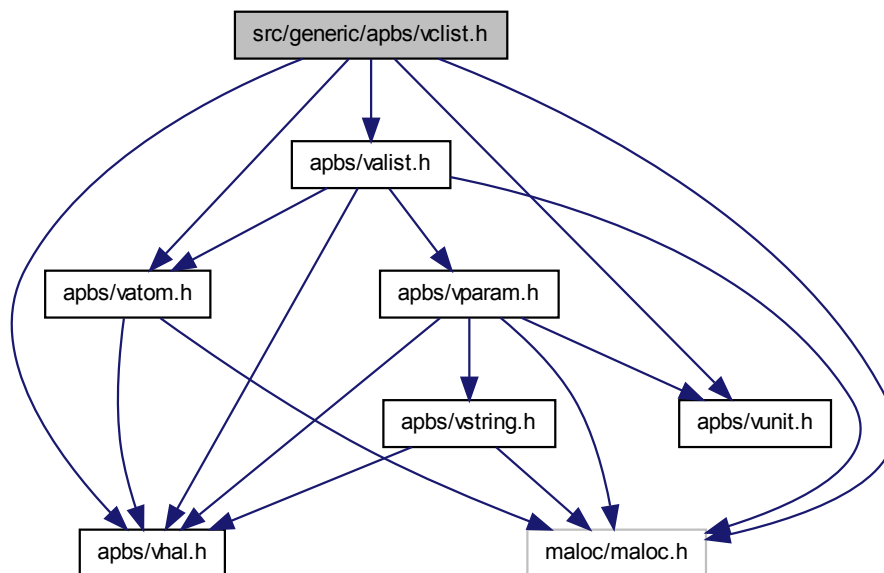 src/generic/apbs/vclist.h
apbs/valist.h
apbs/vatom.h
apbs/vparam.h
apbs/vstring.h
apbs/vunit.h
apbs/vhal.h
maloc/maloc.h